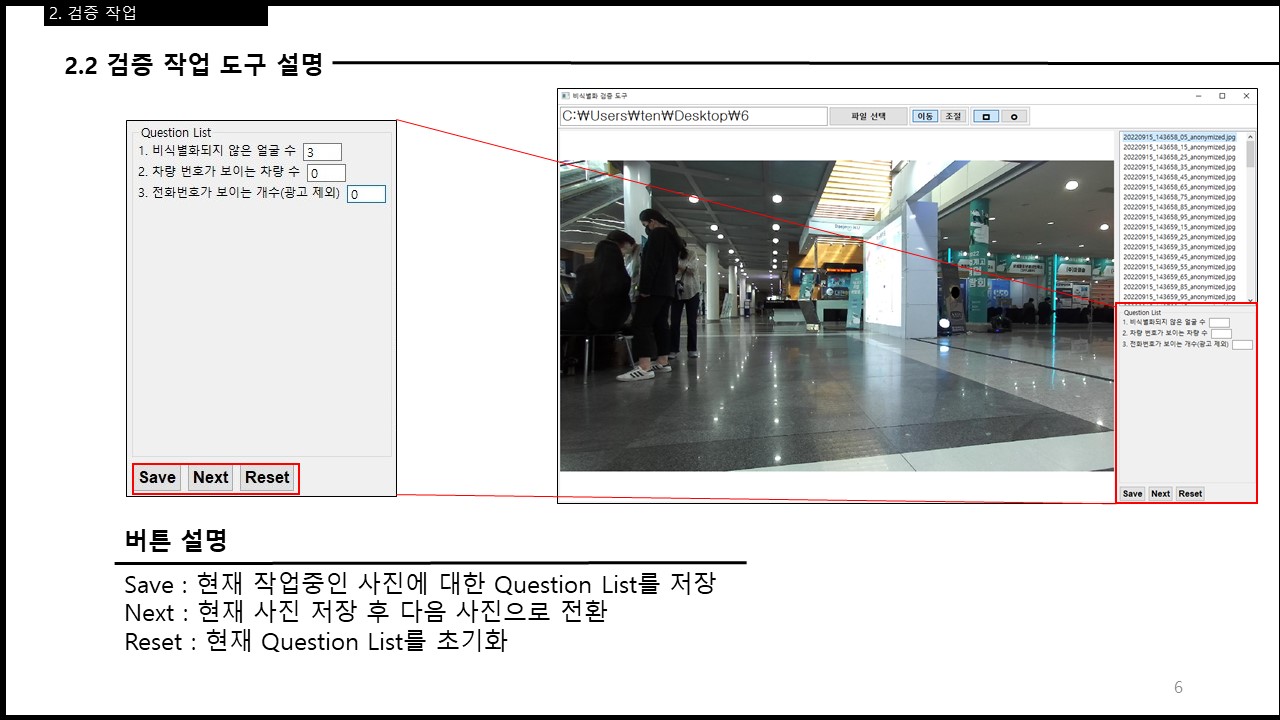 2. 검증 작업
2.2 검증 작업 도구 설명
Question List
1. 비식별화되지 않은 얼굴 수 3
2. 차량 번호가 보이는 차량 수 0
3. 전화번호가 보이는 개수(광고 제외) 0
Save Next Reset
비식별화 검증 도구
C:₩Users₩ten₩Desktop₩6 파일 선택 이동 조절
20220915_143658_05_anonymized.jpg
20220915_143658_15_anonymized.jpg
20220915_143658_25_anonymized.jpg
20220915_143658_35_anonymized.jpg
20220915_143658_45_anonymized.jpg
20220915_143658_65_anonymized.jpg
20220915_143658_75_anonymized.jpg
20220915_143658_85_anonymized.jpg
20220915_143658_95_anonymized.jpg
20220915_143659_15_anonymized.jpg
20220915_143659_25_anonymized.jpg
20220915_143659_35_anonymized.jpg
20220915_143659_45_anonymized.jpg
20220915_143659_55_anonymized.jpg
20220915_143659_65_anonymized.jpg
20220915_143659_85_anonymized.jpg
20220915_143659_95_anonymized.jpg
Question List
1. 비식별화되지 않은 얼굴 수
2. 차량 번호가 보이는 차량 수
3. 전화번호가 보이는 개수(광고 제외)
Save Next Reset
버튼 설명
Save : 현재 작업중인 사진에 대한 Question List를 저장
Next : 현재 사진 저장 후 다음 사진으로 전환
Reset : 현재 Question List를 초기화
6